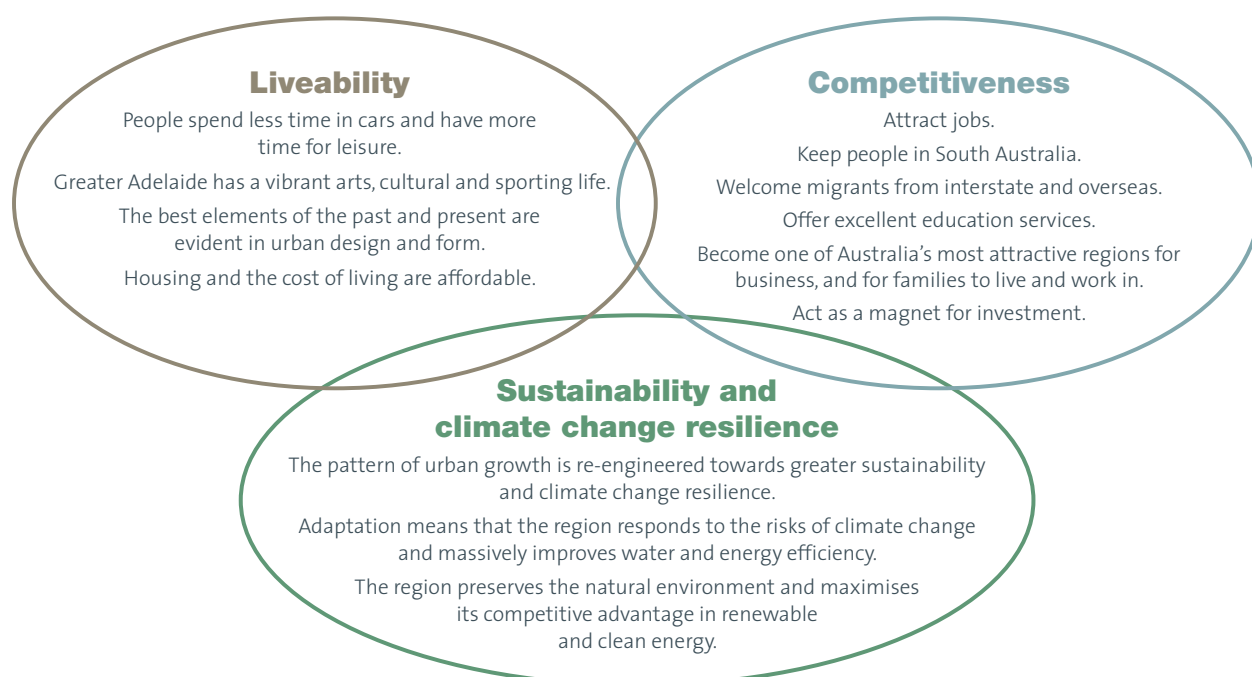 Liveability
People spend less time in cars and have more
time for leisure.
Greater Adelaide has a vibrant arts, cultural and sporting life.
The best elements of the past and present are
evident in urban design and form.
Housing and the cost of living are affordable.
Competitiveness
Attract jobs.
Keep people in South Australia.
Welcome migrants from interstate and overseas.
Offer excellent education services.
Become one of Australia’s most attractive regions for
business, and for families to live and work in.
Act as a magnet for investment.
Sustainability and
climate change resilience
The pattern of urban growth is re-engineered towards greater sustainability
and climate change resilience.
Adaptation means that the region responds to the risks of climate change
and massively improves water and energy efficiency.
The region preserves the natural environment and maximises
its competitive advantage in renewable
and clean energy.